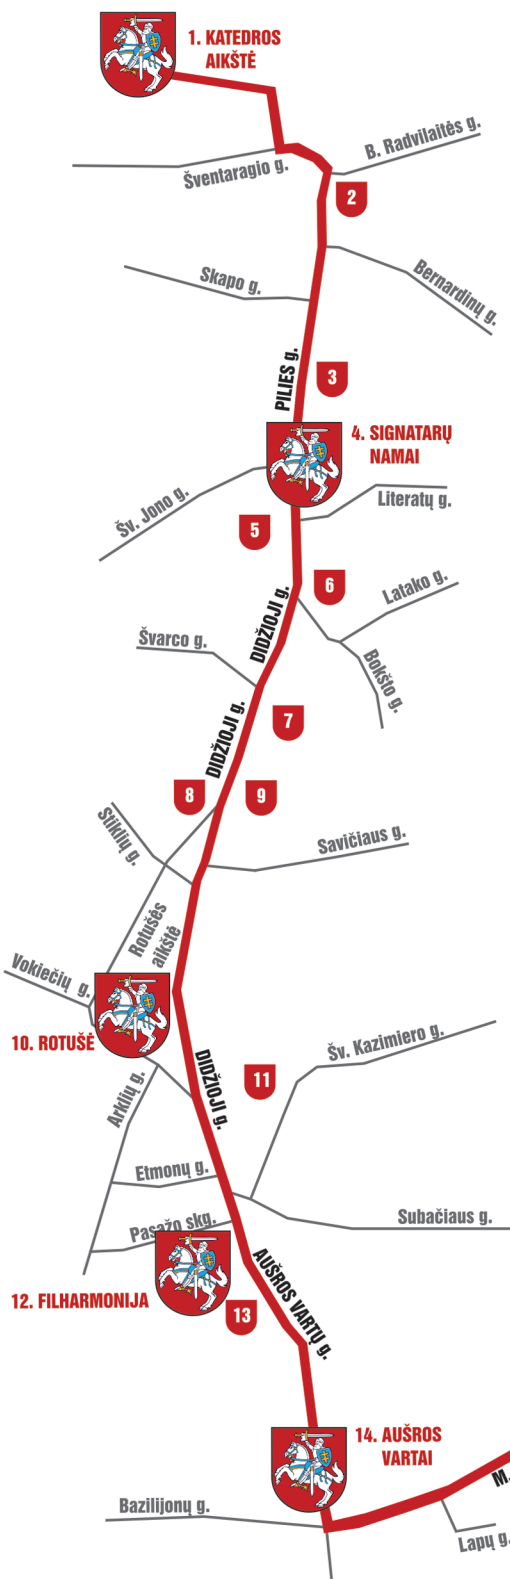 1. KATEDROS
AIKŠTĖ
B. Radvilaitės g.
Šventaragio g.
2
Bernardinų g.
Skapo g.
PILIES g.
3
4. SIGNATARŲ
NAMAI
Literatų g.
Šv. Jono g.
5
6
Latako g.
DIDŽIOJI g.
Švarco g.
Bokšto g.
DIDŽIOJI g.
7
8
9
Stiklių g.
Savičiaus g.
Rotušės
aikštė
Vokiečių g.
10. ROTUŠĖ
Šv. Kazimiero g.
DIDŽIOJI g.
11
Arklių g.
Etmonų g.
Pasažo skg.
Subačiaus g.
AUŠROS VARTŲ g.
12. FILHARMONIJA
13
14. AUŠROS
VARTAI
M.
Bazilijonų g.
Lapų g.